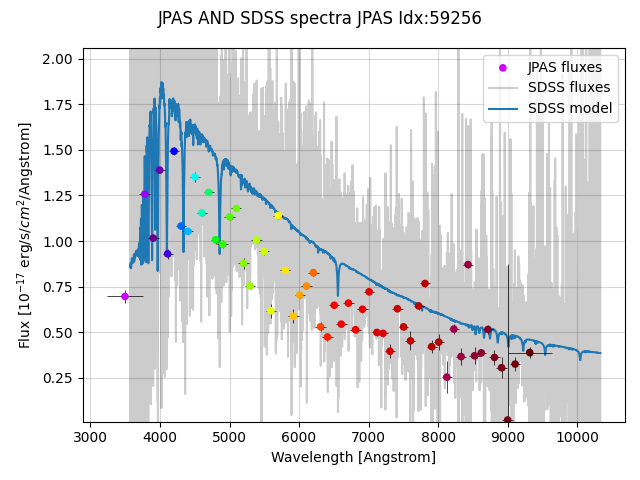 JPAS AND SDSS spectra JPAS Idx:59256
JPAS fluxes
SDSS fluxes
SDSS model
Flux [10⁻¹⁷ erg/s/cm²/Angstrom]
2.00
1.75
1.50
1.25
1.00
0.75
0.50
0.25
3000 4000 5000 6000 7000 8000 9000 10000
Wavelength [Angstrom]